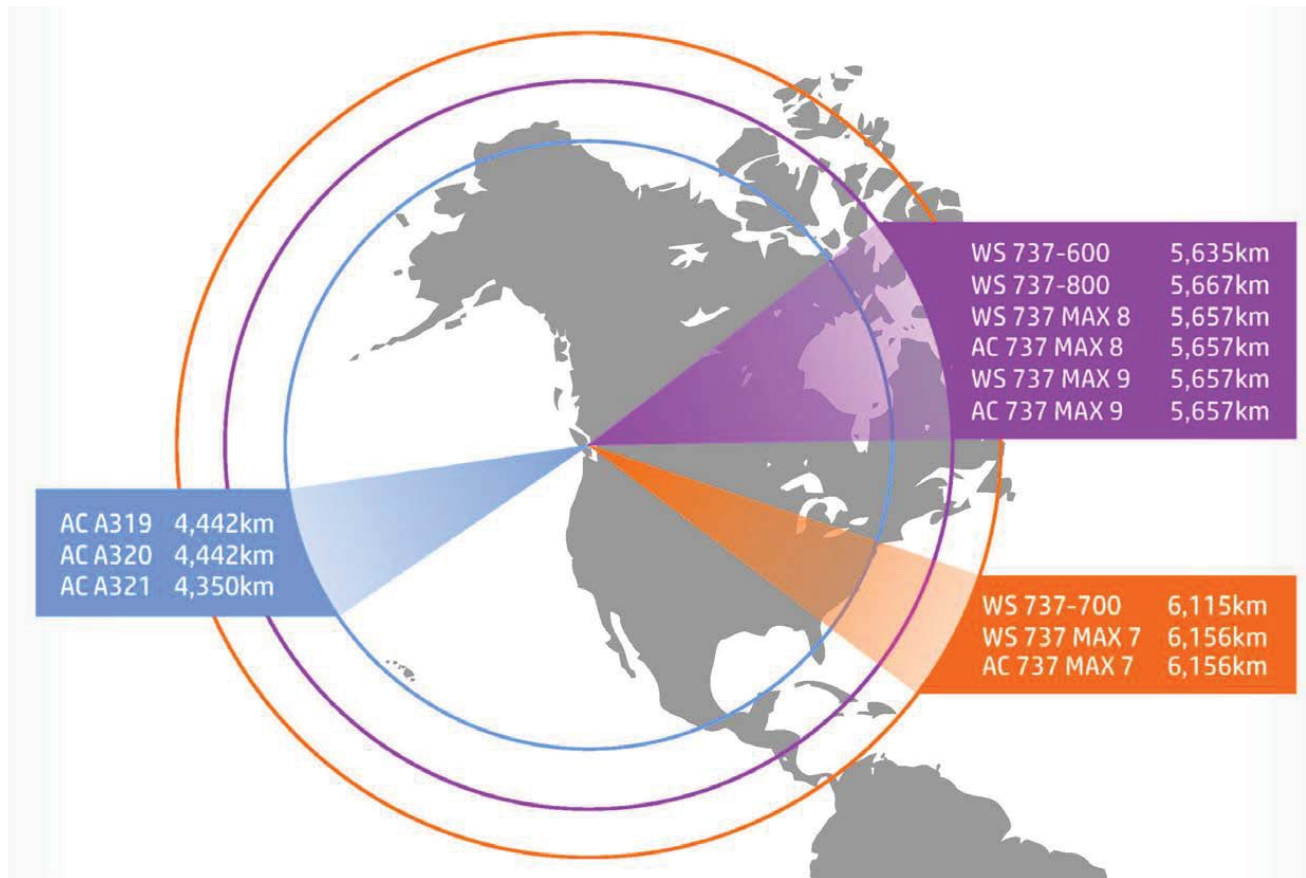 WS 737-600 5,635km
WS 737-800 5,667km
WS 737 MAX 8 5,657km
AC 737 MAX 8 5,657km
WS 737 MAX 9 5,657km
AC 737 MAX 9 5,657km
AC A319 4,442km
AC A320 4,442km
AC A321 4,350km
WS 737-700 6,115km
WS 737 MAX 7 6,156km
AC 737 MAX 7 6,156km